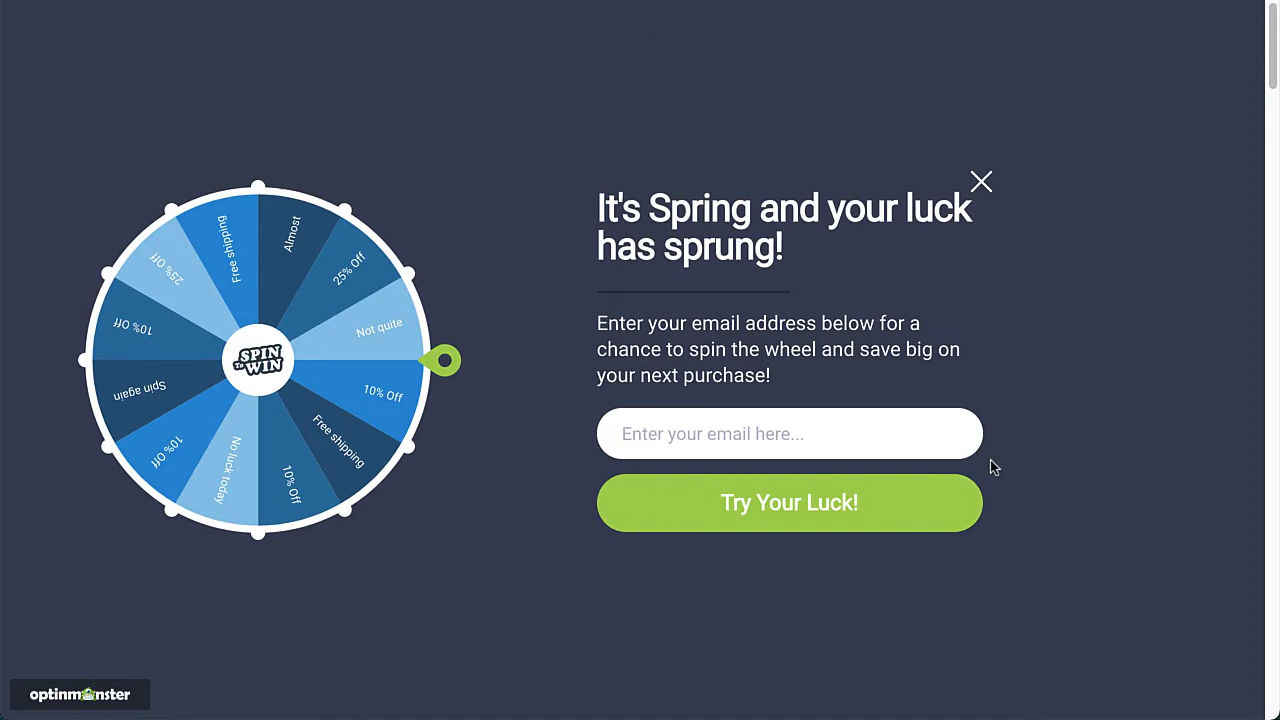 It's Spring and your luck
has sprung!
Enter your email address below for a
chance to spin the wheel and save big on
your next purchase!
Enter your email here...
Try Your Luck!
Almost
25% Off
Not quite
10% Off
Free shipping
10% Off
No luck today
10% Off
Spin again
10% Off
25% Off
Free shipping
SPIN
TO WIN
optinmonster